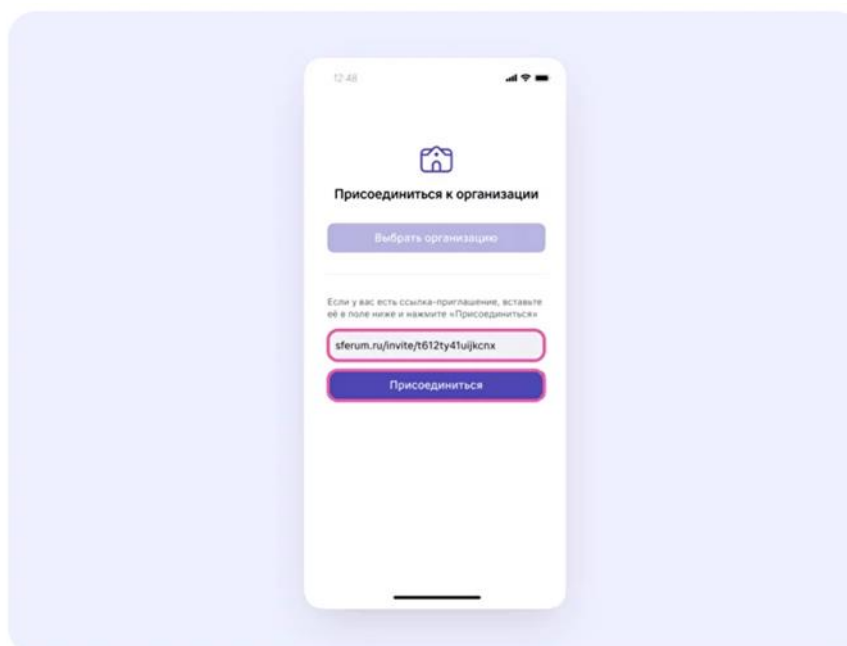 12:48
Присоединиться к организации
Выбрать организацию
Если у вас есть ссылка-приглашение, вставьте
её в поле ниже и нажмите «Присоединиться»
sferum.ru/invite/t612ty41uijkcnx
Присоединиться